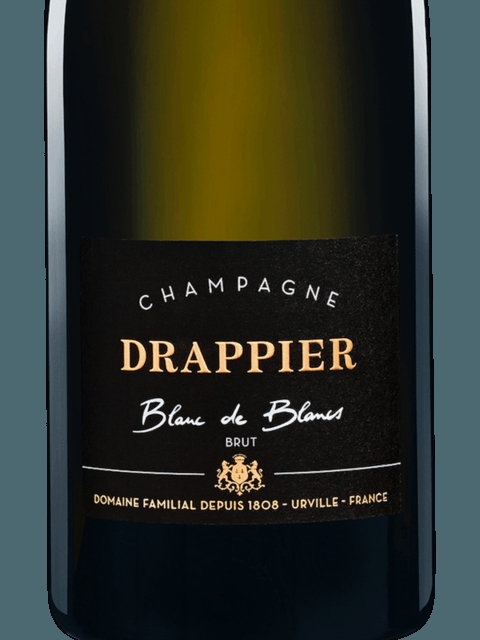 CHAMPAGNE
DRAPPIER
Blanc de Blancs
BRUT
DOMAINE FAMILIAL DEPUIS 1808 - URVILLE - FRANCE